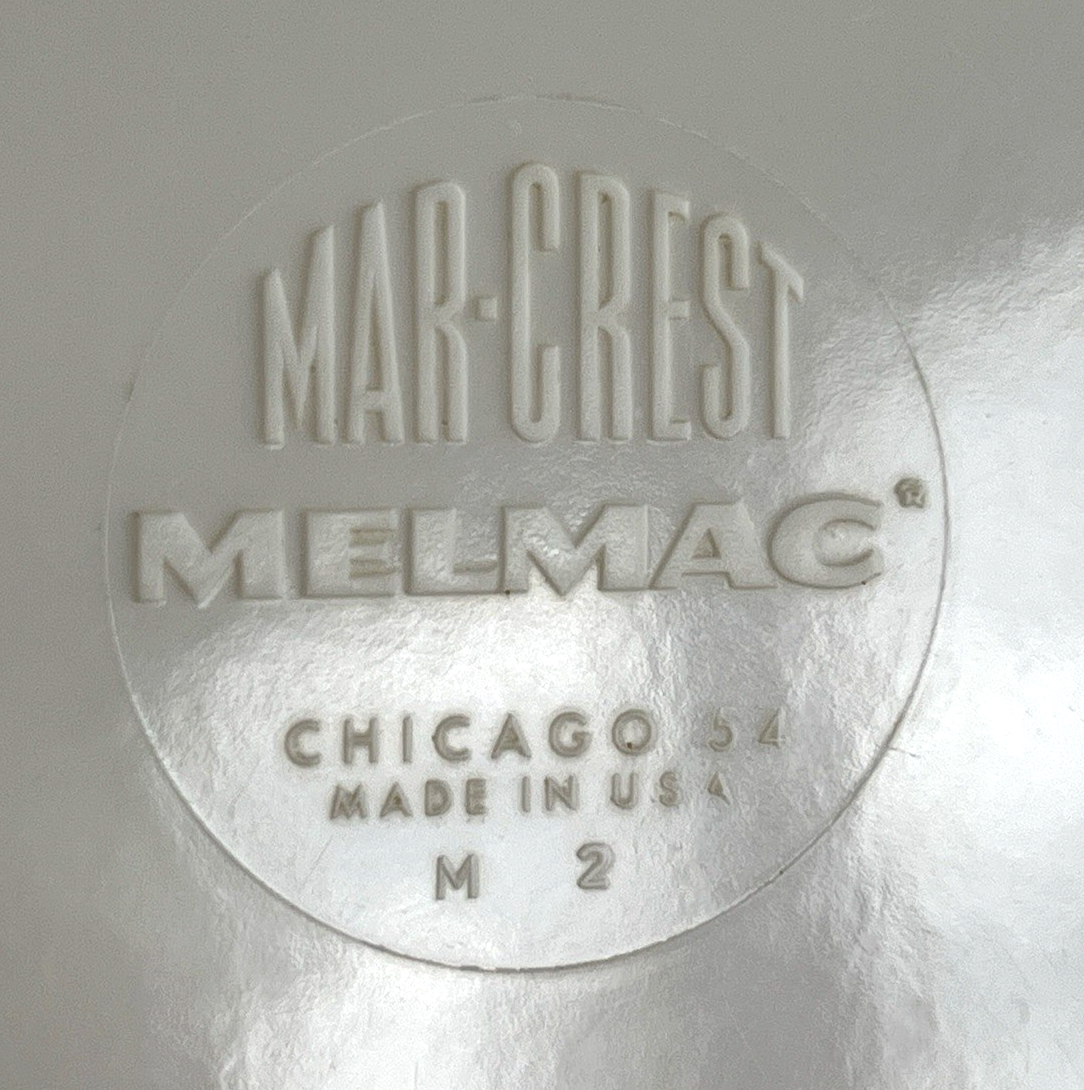 MAR-CREST
MELMAC®
CHICAGO 54
MADE IN USA
M 2